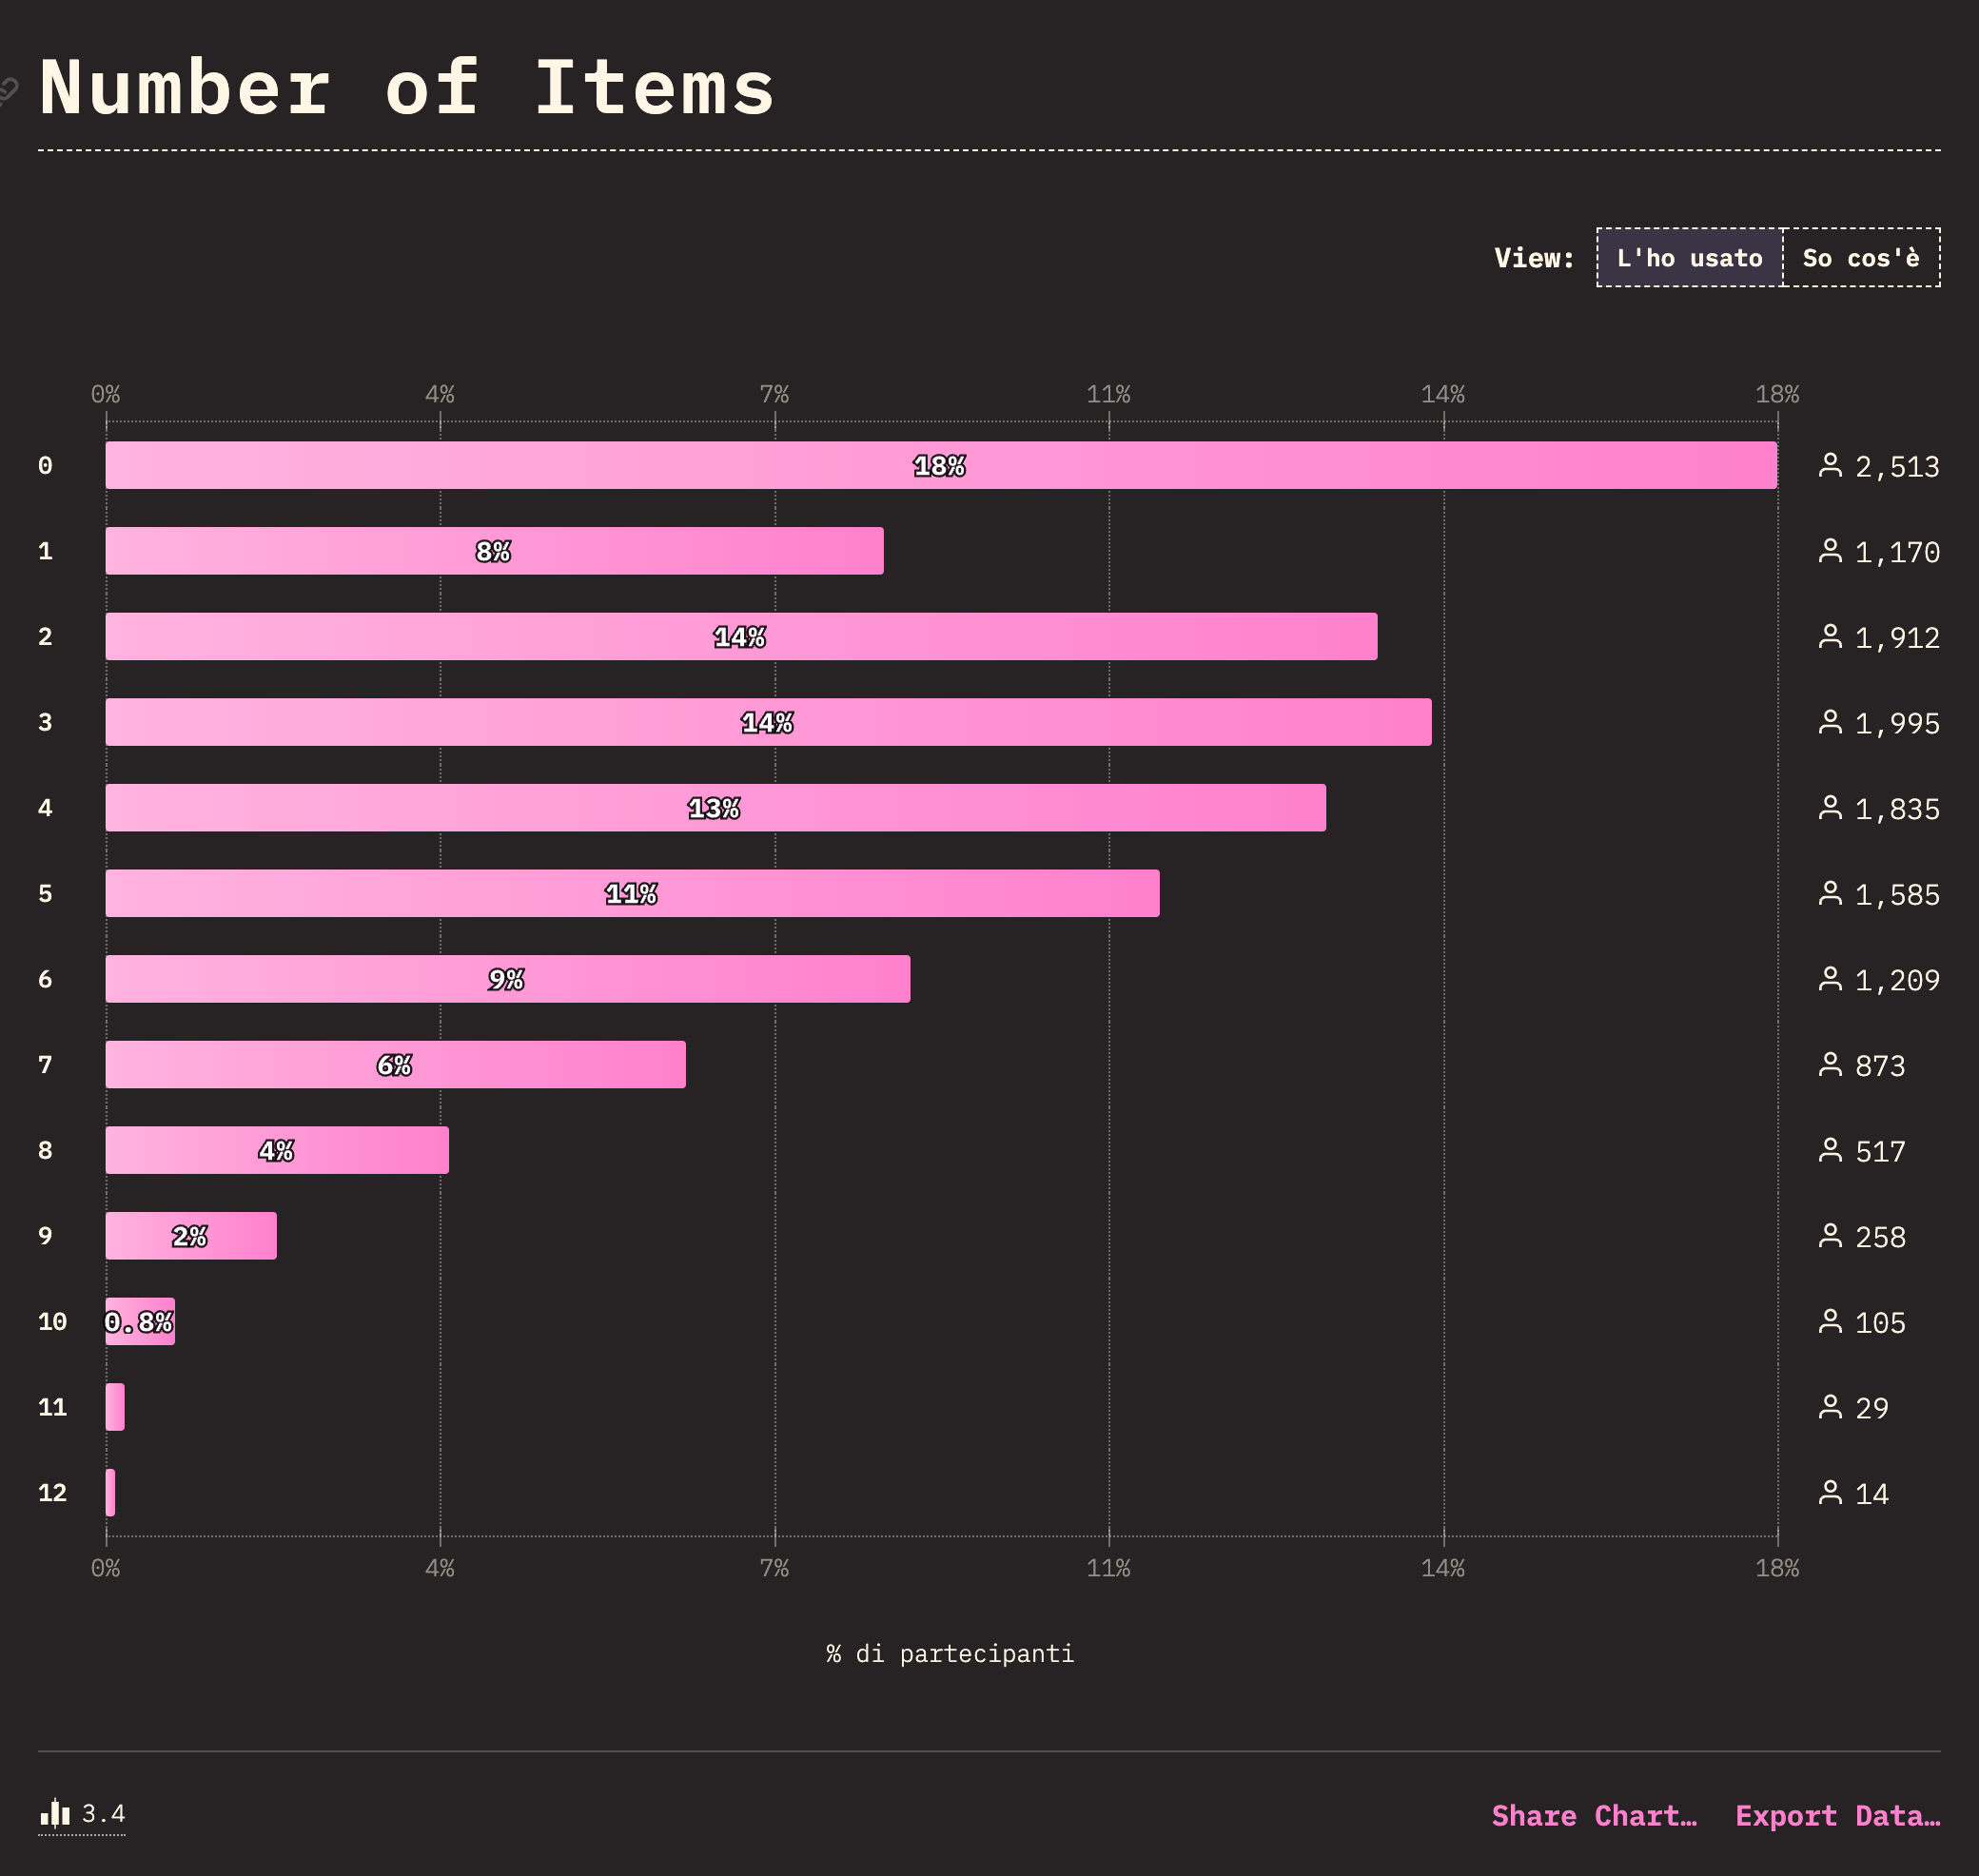 Number of Items
View: L'ho usato So cos'è
0% 4% 7% 11% 14% 18%
0 18% 2,513
1 8% 1,170
2 14% 1,912
3 14% 1,995
4 13% 1,835
5 11% 1,585
6 9% 1,209
7 6% 873
8 4% 517
9 2% 258
10 0.8% 105
11 29
12 14
0% 4% 7% 11% 14% 18%
% di partecipanti
3.4 Share Chart… Export Data…